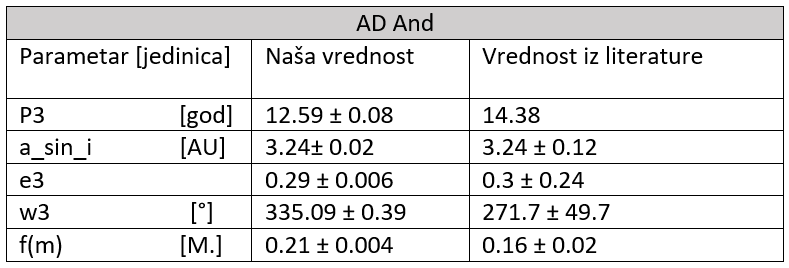 AD And
Parametar [jedinica] Naša vrednost Vrednost iz literature
P3 [god] 12.59 ± 0.08 14.38
a_sin_i [AU] 3.24± 0.02 3.24 ± 0.12
e3 0.29 ± 0.006 0.3 ± 0.24
w3 [°] 335.09 ± 0.39 271.7 ± 49.7
f(m) [M.] 0.21 ± 0.004 0.16 ± 0.02